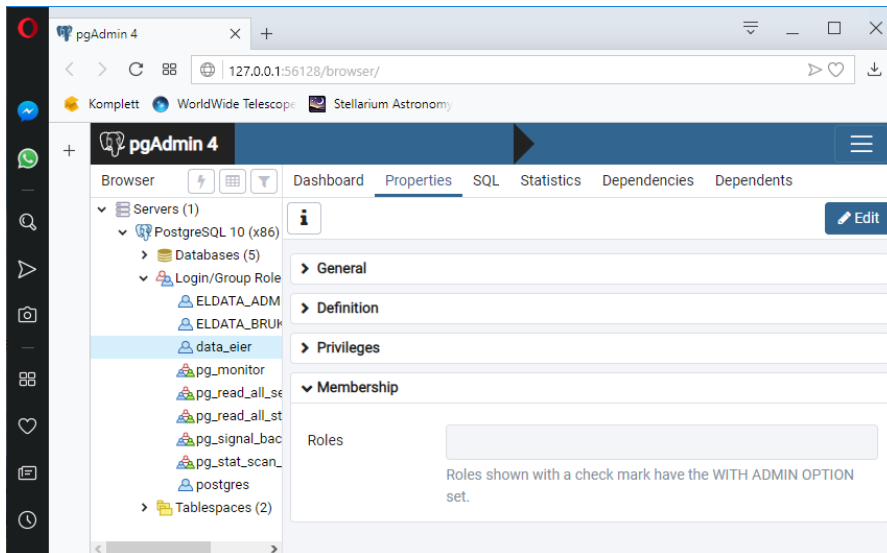 pgAdmin 4
127.0.0.1:56128/browser/
Komplett WorldWide Telescope Stellarium Astronomy
pgAdmin 4
Browser Dashboard Properties SQL Statistics Dependencies Dependents
Servers (1)
i Edit
PostgreSQL 10 (x86)
Databases (5)
Login/Group Role
ELDATA_ADM
ELDATA_BRUK
data_eier
pg_monitor
pg_read_all_se
pg_read_all_st
pg_signal_bac
pg_stat_scan_
postgres
Tablespaces (2)
General
Definition
Privileges
Membership
Roles
Roles shown with a check mark have the WITH ADMIN OPTION
set.